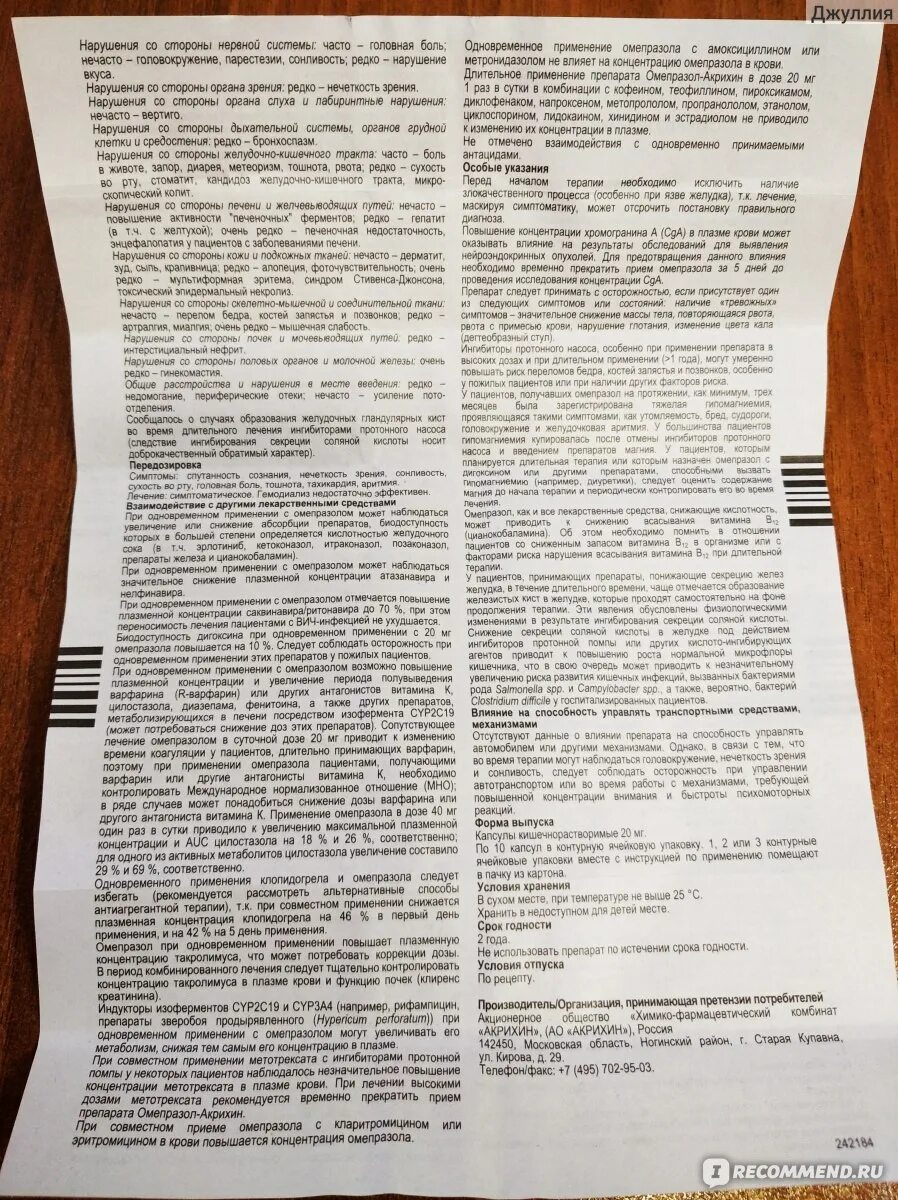 Джуллия
Нарушения со стороны нервной системы: часто – головная боль;
нечасто – головокружение, парестезии, сонливость; редко – нарушение
вкуса.
Нарушения со стороны органа зрения: редко – нечеткость зрения.
Нарушения со стороны органа слуха и лабиринтные нарушения:
нечасто – вертиго.
Нарушения со стороны дыхательной системы, органов грудной
клетки и средостения: редко – бронхоспазм.
Нарушения со стороны желудочно-кишечного тракта: часто – боль
в животе, запор, диарея, метеоризм, тошнота, рвота; редко – сухость
во рту, стоматит, кандидоз желудочно-кишечного тракта, микро-
скопический колит.
Нарушения со стороны печени и желчевыводящих путей: нечасто –
повышение активности "печеночных" ферментов; редко – гепатит
(в т.ч. с желтухой); очень редко – печеночная недостаточность,
энцефалопатия у пациентов с заболеваниями печени.
Нарушения со стороны кожи и подкожных тканей: нечасто – дерматит,
зуд, сыпь, крапивница; редко – алопеция, фоточувствительность; очень
редко – мультиформная эритема, синдром Стивенса-Джонсона,
токсический эпидермальный некролиз.
Нарушения со стороны скелетно-мышечной и соединительной ткани:
нечасто – перелом бедра, костей запястья и позвонков; редко –
артралгия, миалгия; очень редко – мышечная слабость.
Нарушения со стороны почек и мочевыводящих путей: редко –
интерстициальный нефрит.
Нарушения со стороны половых органов и молочной железы: очень
редко – гинекомастия.
Общие расстройства и нарушения в месте введения: редко –
недомогание, периферические отеки; нечасто – усиление пото-
отделения.
Сообщалось о случаях образования желудочных гландулярных кист
во время длительного лечения ингибиторами протонного насоса
(следствие ингибирования секреции соляной кислоты носит
доброкачественный обратимый характер).
Передозировка
Симптомы: спутанность сознания, нечеткость зрения, сонливость,
сухость во рту, головная боль, тошнота, тахикардия, аритмия.
Лечение: симптоматическое. Гемодиализ недостаточно эффективен.
Взаимодействие с другими лекарственными средствами
При одновременном применении с омепразолом может наблюдаться
увеличение или снижение абсорбции препаратов, биодоступность
которых в большей степени определяется кислотностью желудочного
сока (в т.ч. эрлотиниб, кетоконазол, итраконазол, позаконазол,
препараты железа и цианокобаламин).
При одновременном применении с омепразолом может наблюдаться
значительное снижение плазменной концентрации атазанавира и
нелфинавира.
При одновременном применении с омепразолом отмечается повышение
плазменной концентрации саквинавира/ритонавира до 70 %, при этом
переносимость лечения пациентами с ВИЧ-инфекцией не ухудшается.
Биодоступность дигоксина при одновременном применении с 20 мг
омепразола повышается на 10 %. Следует соблюдать осторожность при
одновременном применении этих препаратов у пожилых пациентов.
При одновременном применении с омепразолом возможно повышение
плазменной концентрации и увеличение периода полувыведения
варфарина (R-варфарин) или других антагонистов витамина К,
цилостазола, диазепама, фенитоина, а также других препаратов,
метаболизирующихся в печени посредством изофермента CYP2C19
(может потребоваться снижение доз этих препаратов). Сопутствующее
лечение омепразолом в суточной дозе 20 мг приводит к изменению
времени коагуляции у пациентов, длительно принимающих варфарин,
поэтому при применении омепразола пациентами, получающими
варфарин или другие антагонисты витамина К, необходимо
контролировать Международное нормализованное отношение (МНО);
в ряде случаев может понадобиться снижение дозы варфарина или
другого антагониста витамина К. Применение омепразола в дозе 40 мг
один раз в сутки приводило к увеличению максимальной плазменной
концентрации и AUC цилостазола на 18 % и 26 %, соответственно;
для одного из активных метаболитов цилостазола увеличение составило
29 % и 69 %, соответственно.
Одновременного применения клопидогрела и омепразола следует
избегать (рекомендуется рассмотреть альтернативные способы
антиагрегантной терапии), т.к. при совместном применении снижается
плазменная концентрация клопидогрела на 46 % в первый день
применения, и на 42 % на 5 день применения.
Омепразол при одновременном применении повышает плазменную
концентрацию такролимуса, что может потребовать коррекции дозы.
В период комбинированного лечения следует тщательно контролировать
концентрацию такролимуса в плазме крови и функцию почек (клиренс
креатинина).
Индукторы изоферментов CYP2C19 и CYP3A4 (например, рифампицин,
препараты зверобоя продырявленного (Hypericum perforatum)) при
одновременном применении с омепразолом могут увеличивать его
метаболизм, снижая тем самым его концентрацию в плазме.
При совместном применении метотрексата с ингибиторами протонной
помпы у некоторых пациентов наблюдалось незначительное повышение
концентрации метотрексата в плазме крови. При лечении высокими
дозами метотрексата рекомендуется временно прекратить прием
препарата Омепразол-Акрихин.
При совместном приеме омепразола с кларитромицином или
эритромицином в крови повышается концентрация омепразола.
Одновременное применение омепразола с амоксициллином или
метронидазолом не влияет на концентрацию омепразола в крови.
Длительное применение препарата Омепразол-Акрихин в дозе 20 мг
1 раз в сутки в комбинации с кофеином, теофиллином, пироксикамом,
диклофенаком, напроксеном, метопрололом, пропранололом, этанолом,
циклоспорином, лидокаином, хинидином и эстрадиолом не приводило
к изменению их концентрации в плазме.
Не отмечено взаимодействия с одновременно принимаемыми
антацидами.
Особые указания
Перед началом терапии необходимо исключить наличие
злокачественного процесса (особенно при язве желудка), т.к. лечение,
маскируя симптоматику, может отсрочить постановку правильного
диагноза.
Повышение концентрации хромогранина А (CgA) в плазме крови может
оказывать влияние на результаты обследований для выявления
нейроэндокринных опухолей. Для предотвращения данного влияния
необходимо временно прекратить прием омепразола за 5 дней до
проведения исследования концентрации CgA.
Препарат следует принимать с осторожностью, если присутствует один
из следующих симптомов или состояний: наличие «тревожных»
симптомов – значительное снижение массы тела, повторяющаяся рвота,
рвота с примесью крови, нарушение глотания, изменение цвета кала
(дегтеобразный стул).
Ингибиторы протонного насоса, особенно при применении препарата в
высоких дозах и при длительном применении (>1 года), могут умеренно
повышать риск переломов бедра, костей запястья и позвонков, особенно
у пожилых пациентов или при наличии других факторов риска.
У пациентов, получавших омепразол на протяжении, как минимум, трех
месяцев была зарегистрирована тяжелая гипомагниемия,
проявляющаяся такими симптомами, как утомляемость, бред, судороги,
головокружение и желудочковая аритмия. У большинства пациентов
гипомагниемия купировалась после отмены ингибиторов протонного
насоса и введением препаратов магния. У пациентов, которым
планируется длительная терапия или которым назначен омепразол с
дигоксином или другими препаратами, способными вызвать
гипомагниемию (например, диуретики), следует оценить содержание
магния до начала терапии и периодически контролировать его во время
лечения.
Омепразол, как и все лекарственные средства, снижающие кислотность,
может приводить к снижению всасывания витамина В12
(цианокобаламина). Об этом необходимо помнить в отношении
пациентов со сниженным запасом витамина В12 в организме или с
факторами риска нарушения всасывания витамина В12 при длительной
терапии.
У пациентов, принимающих препараты, понижающие секрецию желез
желудка, в течение длительного времени, чаще отмечается образование
железистых кист в желудке, которые проходят самостоятельно на фоне
продолжения терапии. Эти явления обусловлены физиологическими
изменениями в результате ингибирования секреции соляной кислоты.
Снижение секреции соляной кислоты в желудке под действием
ингибиторов протонной помпы или других кислото-ингибирующих
агентов приводит к повышению роста нормальной микрофлоры
кишечника, что в свою очередь может приводить к незначительному
увеличению риска развития кишечных инфекций, вызванных бактериями
рода Salmonella spp. и Campylobacter spp., а также, вероятно, бактерий
Clostridium difficile у госпитализированных пациентов.
Влияние на способность управлять транспортными средствами,
механизмами
Отсутствуют данные о влиянии препарата на способность управлять
автомобилем или другими механизмами. Однако, в связи с тем, что
во время терапии могут наблюдаться головокружение, нечеткость зрения
и сонливость, следует соблюдать осторожность при управлении
автотранспортом или во время работы с механизмами, требующей
повышенной концентрации внимания и быстроты психомоторных
реакций.
Форма выпуска
Капсулы кишечнорастворимые 20 мг.
По 10 капсул в контурную ячейковую упаковку. 1, 2 или 3 контурные
ячейковые упаковки вместе с инструкцией по применению помещают
в пачку из картона.
Условия хранения
В сухом месте, при температуре не выше 25 °С.
Хранить в недоступном для детей месте.
Срок годности
2 года.
Не использовать препарат по истечении срока годности.
Условия отпуска
По рецепту.
Производитель/Организация, принимающая претензии потребителей
Акционерное общество «Химико-фармацевтический комбинат
«АКРИХИН», (АО «АКРИХИН»), Россия
142450, Московская область, Ногинский район, г. Старая Купавна,
ул. Кирова, д. 29.
Телефон/факс: +7 (495) 702-95-03.
242184
I RECOMMEND.RU